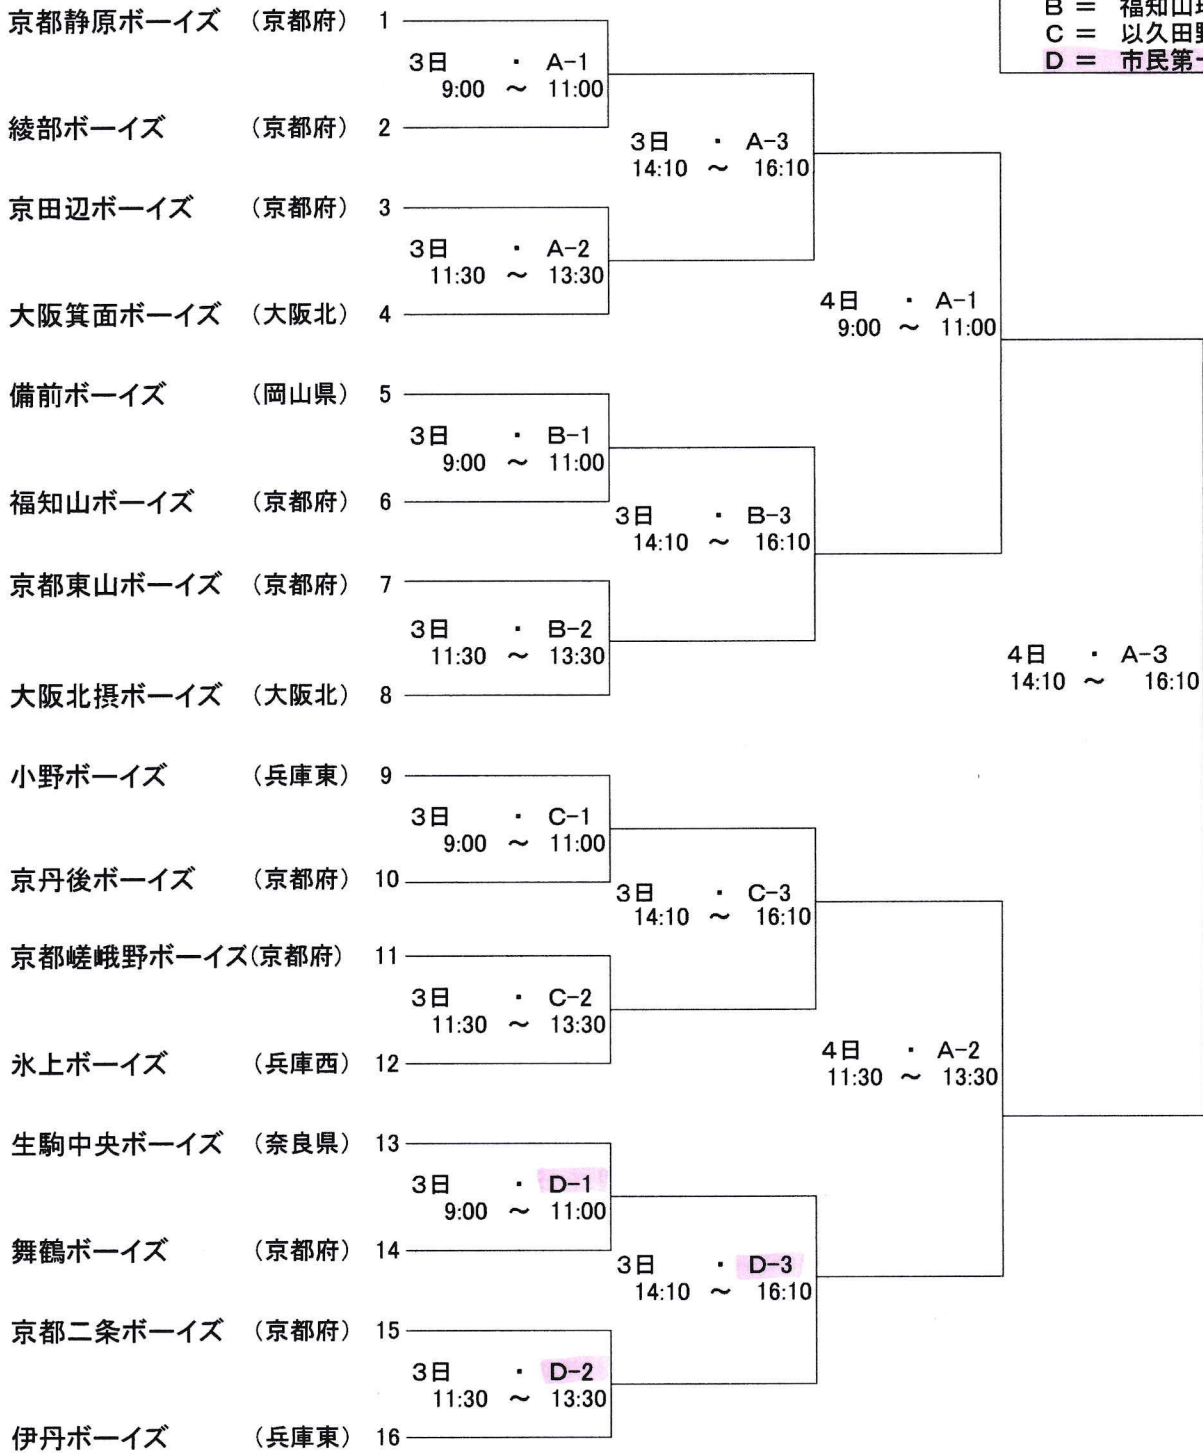 B = 福知山
C = 以久田野
D = 市民第一
京都静原ボーイズ (京都府) 1
3日 ・ A-1
9:00 ～ 11:00
綾部ボーイズ (京都府) 2
3日 ・ A-3
14:10 ～ 16:10
京田辺ボーイズ (京都府) 3
3日 ・ A-2
11:30 ～ 13:30
大阪箕面ボーイズ (大阪北) 4
4日 ・ A-1
9:00 ～ 11:00
備前ボーイズ (岡山県) 5
3日 ・ B-1
9:00 ～ 11:00
福知山ボーイズ (京都府) 6
3日 ・ B-3
14:10 ～ 16:10
京都東山ボーイズ (京都府) 7
3日 ・ B-2
11:30 ～ 13:30
大阪北摂ボーイズ (大阪北) 8
4日 ・ A-3
14:10 ～ 16:10
小野ボーイズ (兵庫東) 9
3日 ・ C-1
9:00 ～ 11:00
京丹後ボーイズ (京都府) 10
3日 ・ C-3
14:10 ～ 16:10
京都嵯峨野ボーイズ(京都府) 11
3日 ・ C-2
11:30 ～ 13:30
氷上ボーイズ (兵庫西) 12
4日 ・ A-2
11:30 ～ 13:30
生駒中央ボーイズ (奈良県) 13
3日 ・ D-1
9:00 ～ 11:00
舞鶴ボーイズ (京都府) 14
3日 ・ D-3
14:10 ～ 16:10
京都二条ボーイズ (京都府) 15
3日 ・ D-2
11:30 ～ 13:30
伊丹ボーイズ (兵庫東) 16